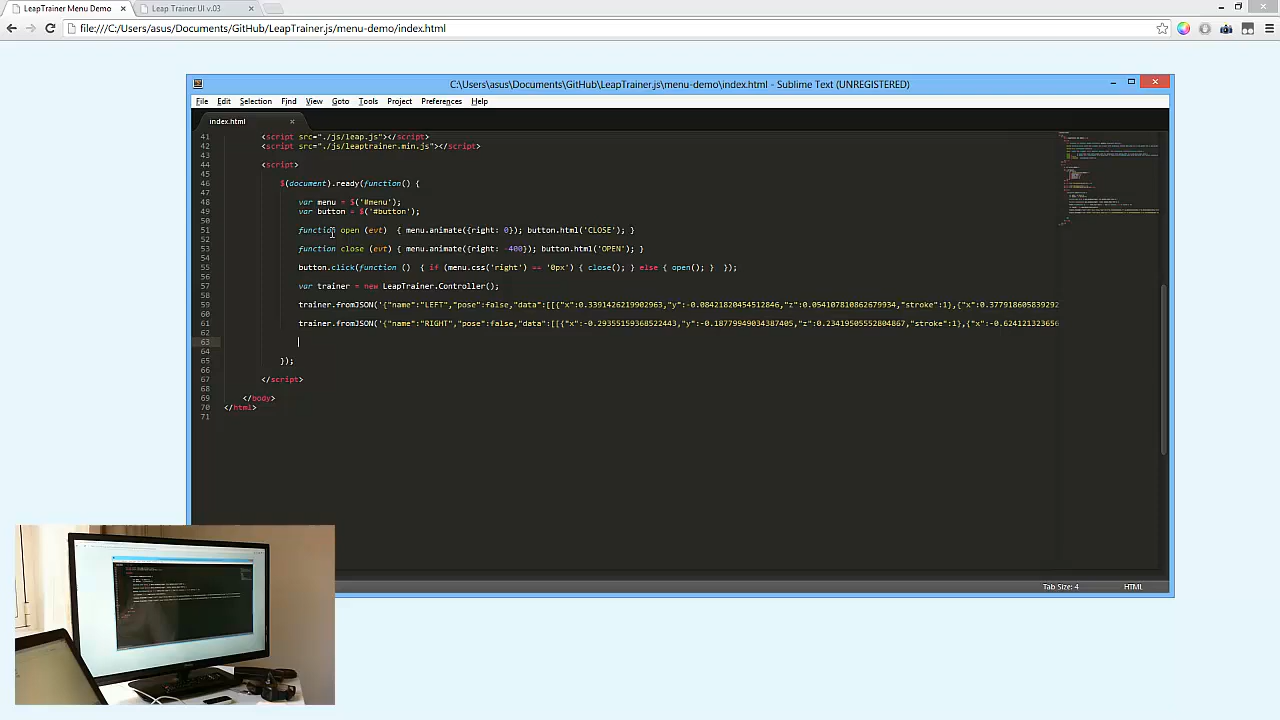 LeapTrainer Menu Demo
Leap Trainer UI v.03
file:///C:/Users/asus/Documents/GitHub/LeapTrainer.js/menu-demo/index.html
C:\Users\asus\Documents\GitHub\LeapTrainer.js\menu-demo\index.html - Sublime Text (UNREGISTERED)
File Edit Selection Find View Goto Tools Project Preferences Help
index.html
41 <script src="./js/leap.js"></script>
42 <script src="./js/leaptrainer.min.js"></script>
43
44 <script>
45
46 $(document).ready(function() {
47
48 var menu = $('#menu'),
49 var button = $(
50
51 function open (evt) { menu.animate({right: 0}); button.html('CLOSE'); }
52
53 function close (evt) { menu.animate({right: -400}); button.html('OPEN'); }
54
55 button.click(function () { if (menu.css('right') == '0px') { close(); } else { open(); } });
56
57 var trainer = new LeapTrainer.Controller();
58
59 trainer.fromJSON('{"name":"LEFT","pose":false,"data":[[{"x":0.3391426219902963,"y":-0.08421820454512846,"z":0.054107810862679934,"stroke":1},{"x":0.3779186058392​92
60
61 trainer.fromJSON('{"name":"RIGHT","pose":false,"data":[[{"x":-0.2935515936852​2443,"y":-0.18779949034387405,"z":0.23419505552804867,"stroke":1},{"x":-0.624121323656
62
63
64
65 });
66
67 </script>
68
69 </body>
70 </html>
71
Tab Size: 4 HTML